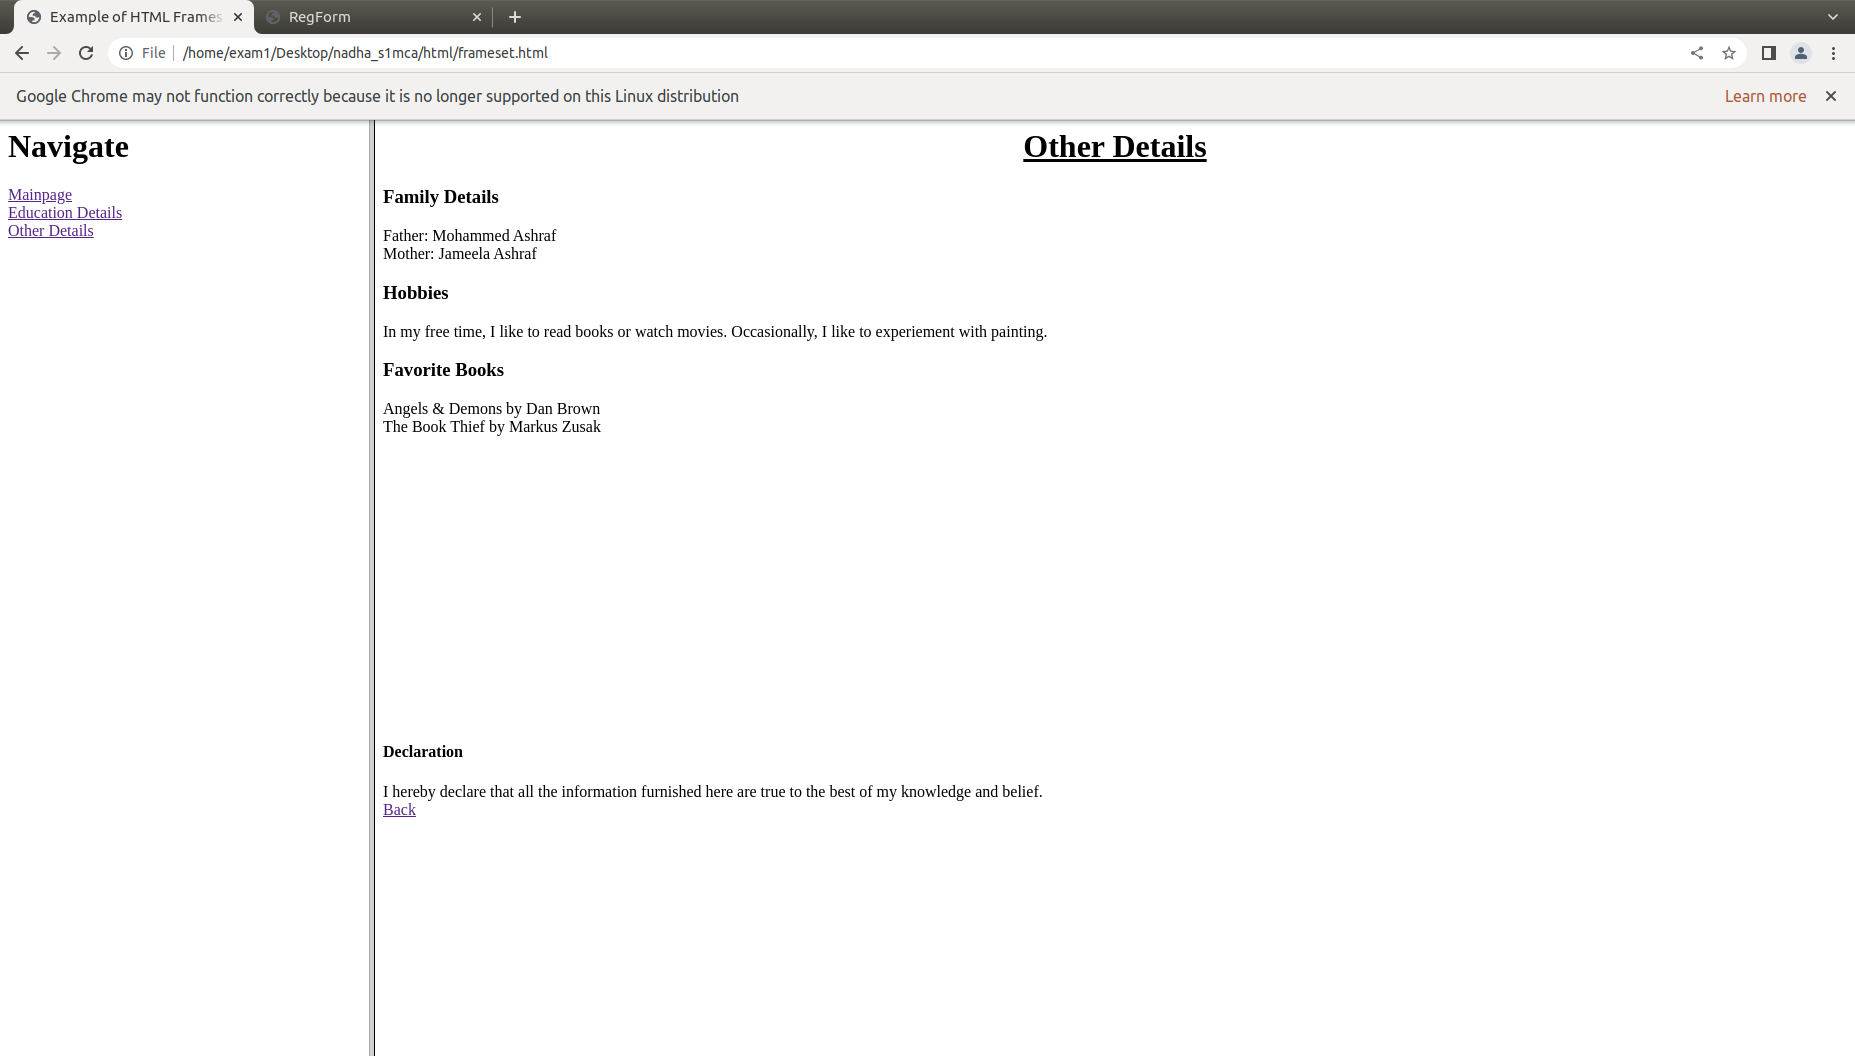 Example of HTML Frames
RegForm
File
/home/exam1/Desktop/nadha_s1mca/html/frameset.html
Google Chrome may not function correctly because it is no longer supported on this Linux distribution
Learn more
Navigate
Mainpage
Education Details
Other Details
Other Details
Family Details
Father: Mohammed Ashraf
Mother: Jameela Ashraf
Hobbies
In my free time, I like to read books or watch movies. Occasionally, I like to experiement with painting.
Favorite Books
Angels & Demons by Dan Brown
The Book Thief by Markus Zusak
Declaration
I hereby declare that all the information furnished here are true to the best of my knowledge and belief.
Back